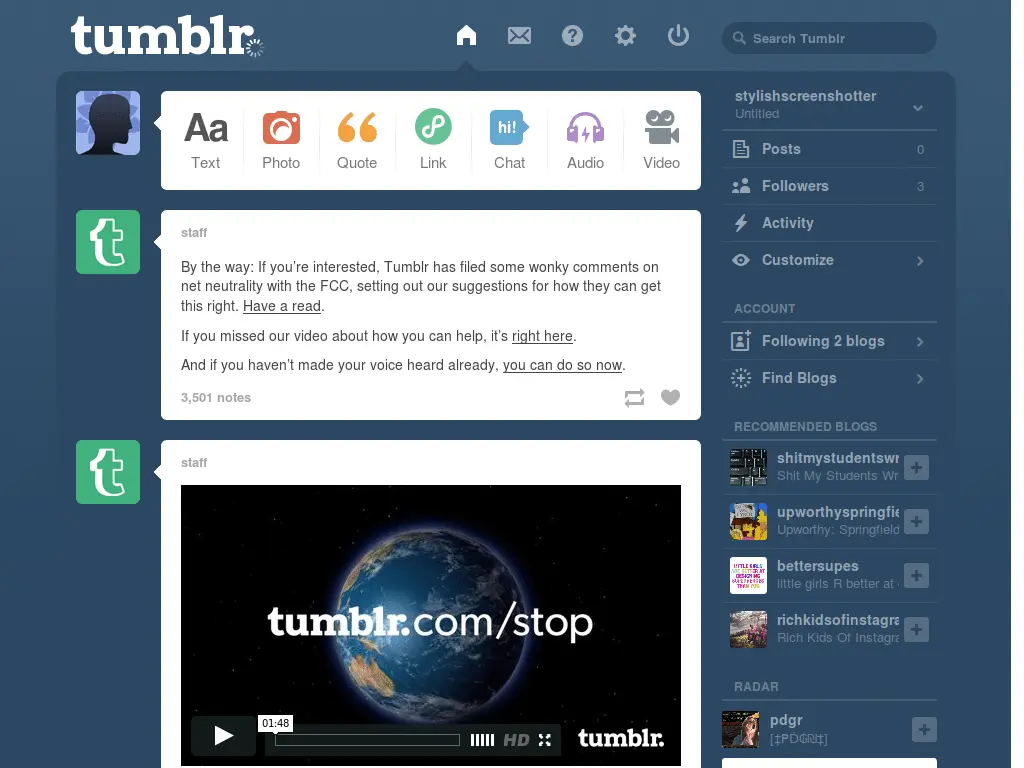 tumblr.
Search Tumblr
Aa
hi!
Text
Photo
Quote
Link
Chat
Audio
Video
staff
By the way: If you're interested, Tumblr has filed some wonky comments on
net neutrality with the FCC, setting out our suggestions for how they can get
this right. Have a read.
If you missed our video about how you can help, it's right here.
And if you haven't made your voice heard already, you can do so now.
3,501 notes
staff
tumblr.com/stop
01:48
HD
tumblr.
stylishscreenshotter
Untitled
Posts 0
Followers 3
Activity
Customize
ACCOUNT
Following 2 blogs
Find Blogs
RECOMMENDED BLOGS
shitmystudentswr
Shit My Students Wr
upworthyspringfie
Upworthy: Springfield
bettersupes
little girls R better at
richkidsofinstagra
Rich Kids Of Instagra
RADAR
pdgr